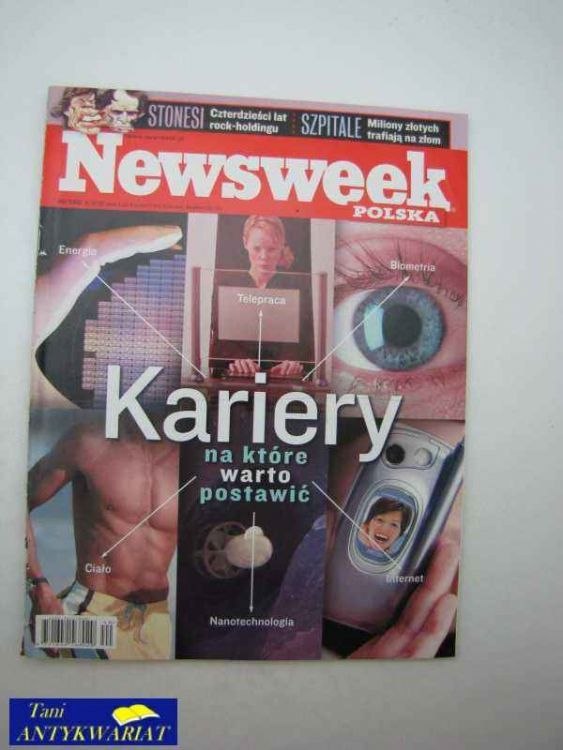 STONESI
Czterdzieści lat
rock-holdingu
SZPITALE
Miliony złotych
trafiają na złom
Newsweek
POLSKA
Energia
Telepraca
Biometria
Kariery
na które
warto
postawić
Ciało
Nanotechnologia
Internet
Tani
ANTYKWARIAT